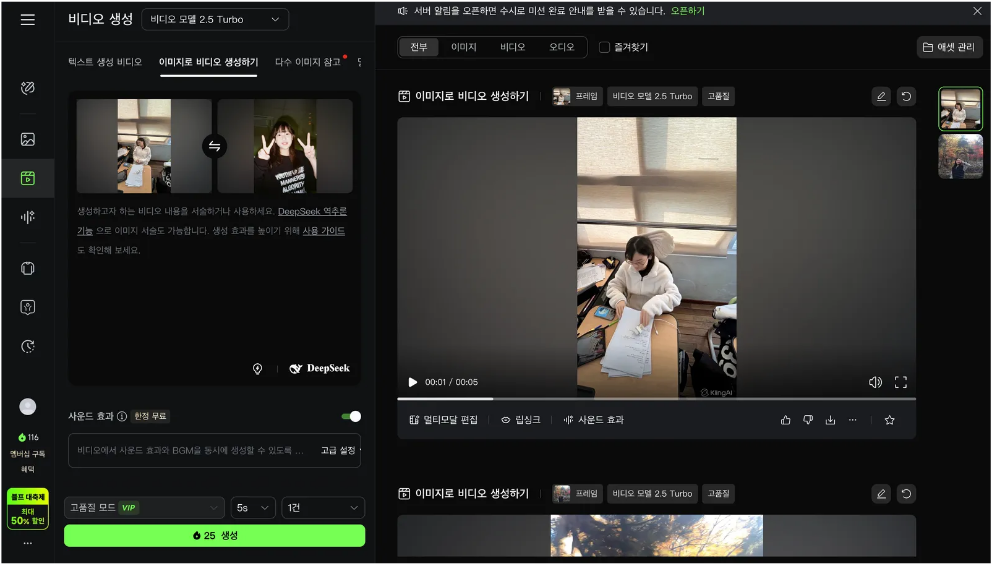 비디오 생성
비디오 모델 2.5 Turbo
텍스트 생성 비디오
이미지로 비디오 생성하기
다수 이미지 참고
생성하고자 하는 비디오 내용을 서술하거나 사용하세요. DeepSeek 역추론
기능 으로 이미지 서술도 가능합니다. 생성 효과를 높이기 위해 사용 가이드
도 확인해 보세요.
DeepSeek
사운드 효과
한정 무료
비디오에서 사운드 효과와 BGM을 동시에 생성할 수 있도록 ...
고급 설정
고품질 모드 VIP
5s
1건
25 생성
116
멤버십 구독
혜택
최대
50% 할인
서버 알림을 오픈하면 수시로 미션 완료 안내를 받을 수 있습니다. 오픈하기
전부
이미지
비디오
오디오
즐겨찾기
애셋 관리
이미지로 비디오 생성하기
프레임
비디오 모델 2.5 Turbo
고품질
00:01 / 00:05
KlingAI
멀티모달 편집
립싱크
사운드 효과
이미지로 비디오 생성하기
프레임
비디오 모델 2.5 Turbo
고품질